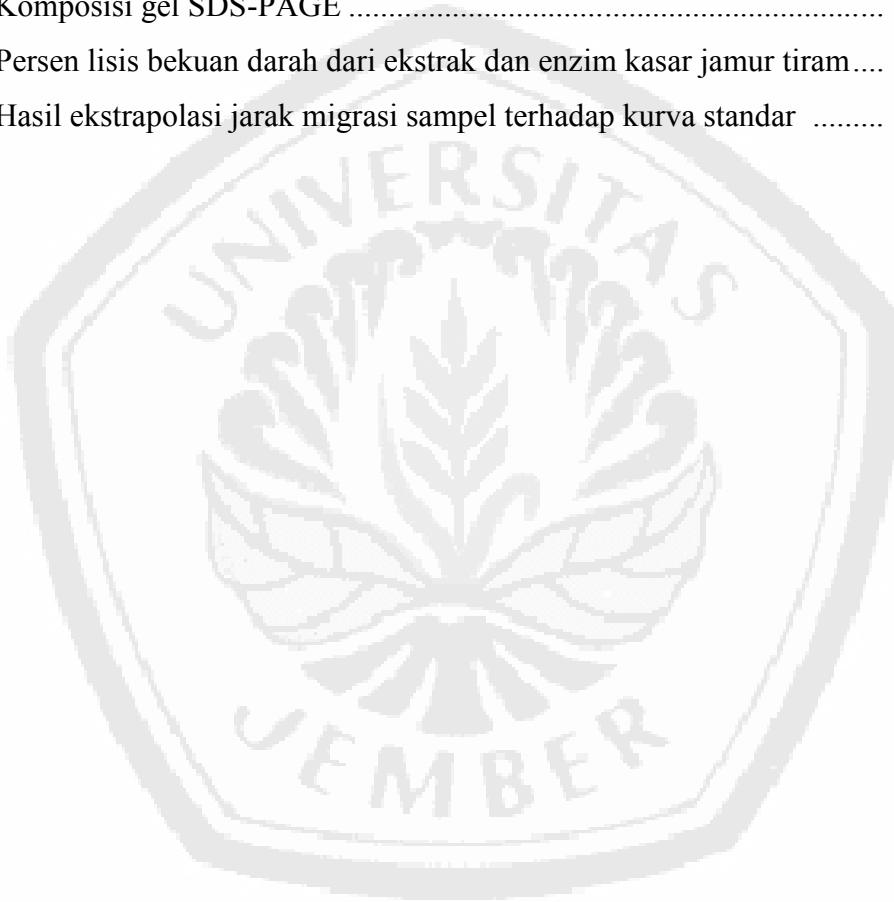 Komposisi gel SDS-PAGE ....................................................................
Persen lisis bekuan darah dari ekstrak dan enzim kasar jamur tiram....
Hasil ekstrapolasi jarak migrasi sampel terhadap kurva standar .........
UNIVERSITAS
JEMBER